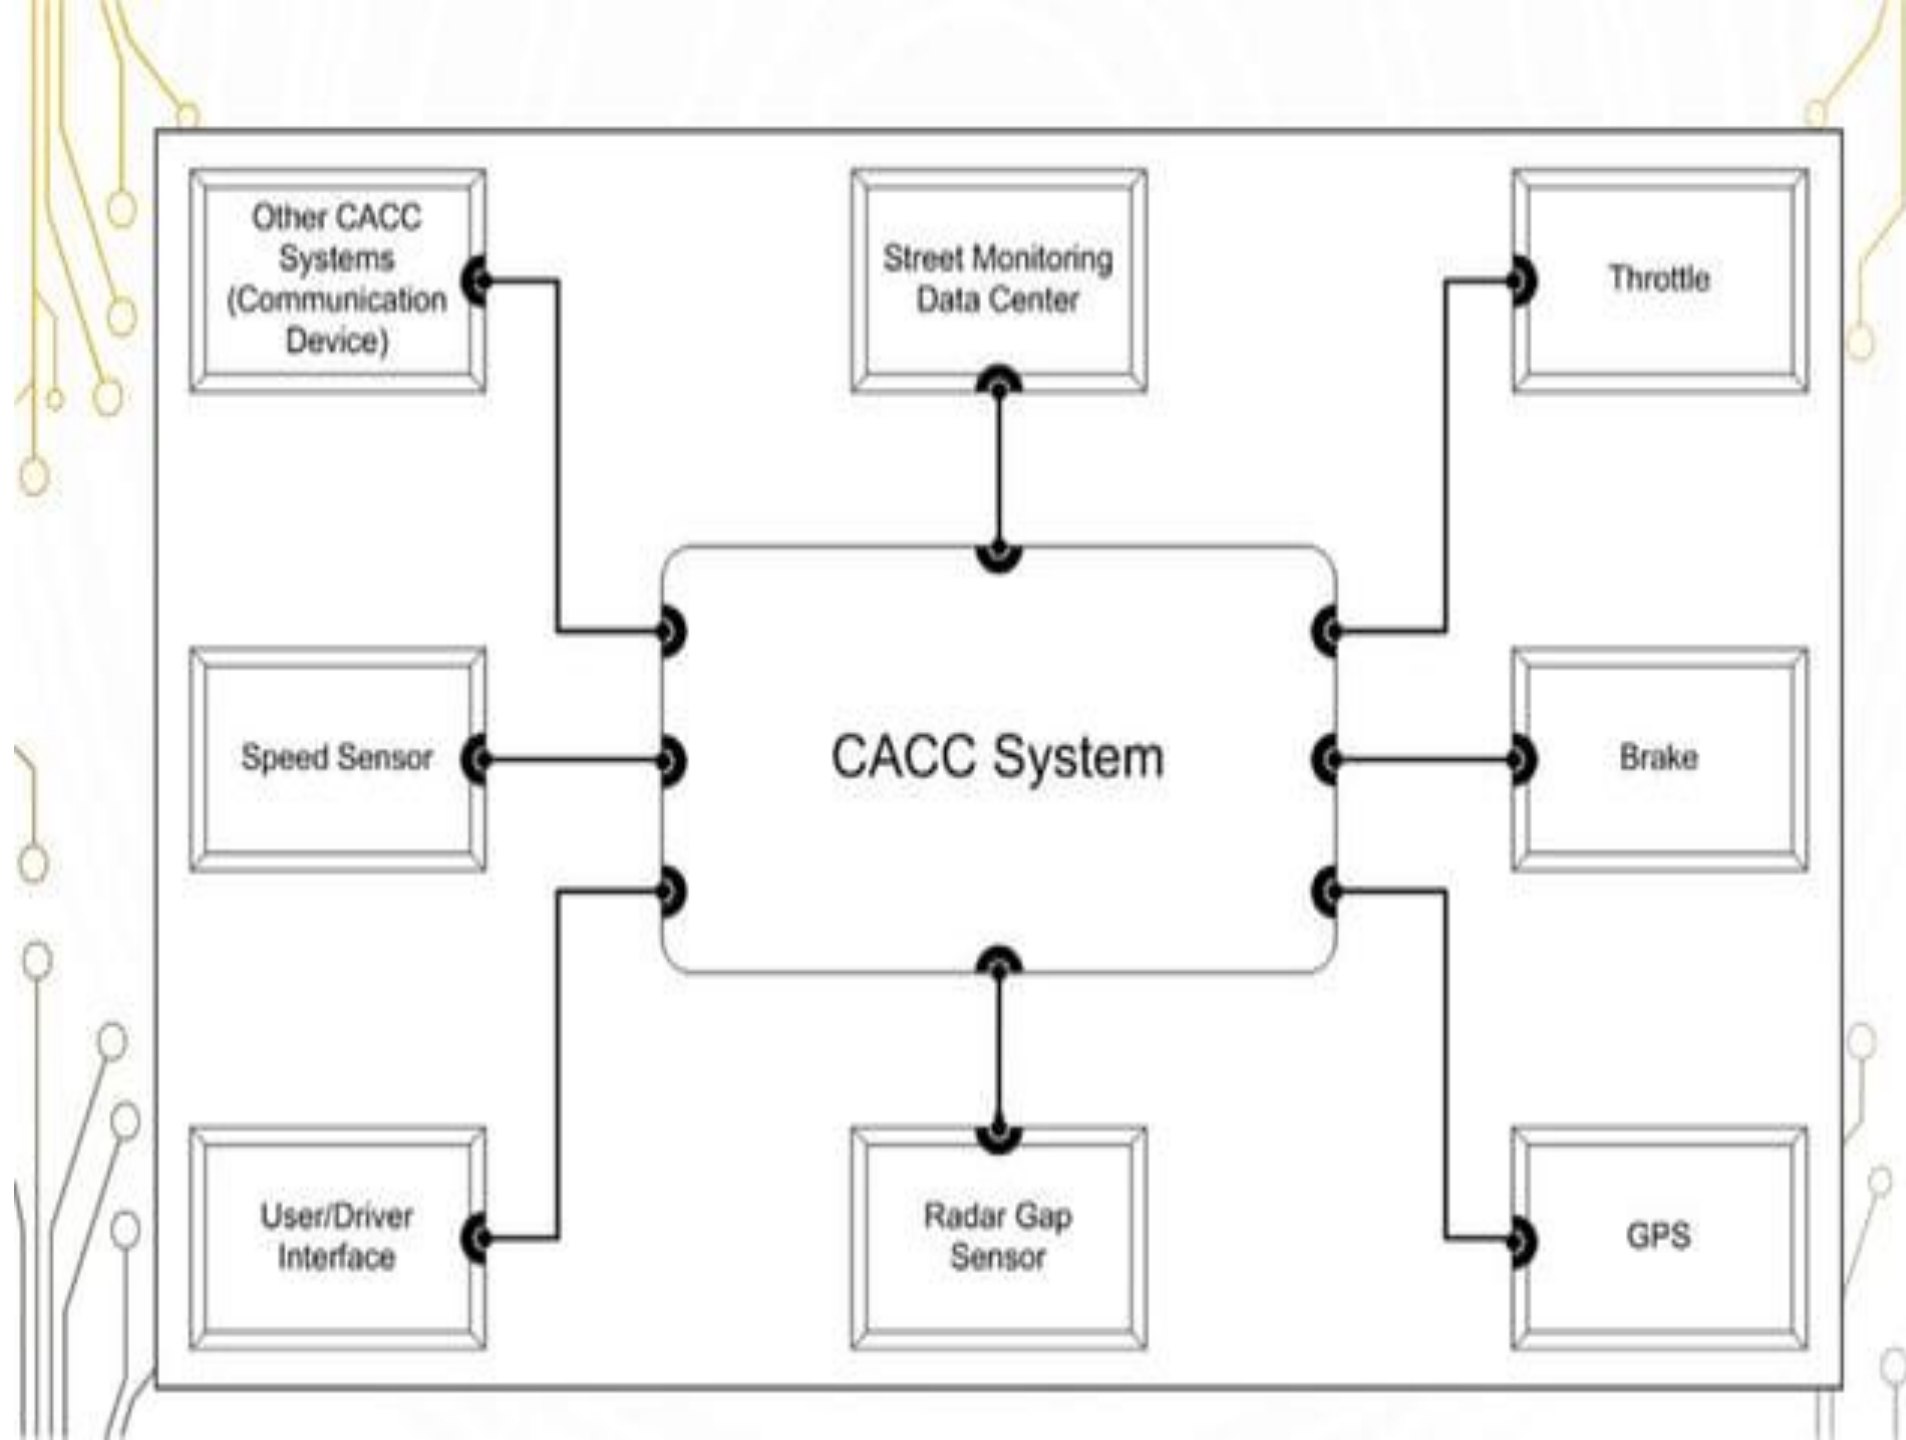 Other CACC
Systems
(Communication
Device)
Street Monitoring
Data Center
Throttle
Speed Sensor
CACC System
Brake
User/Driver
Interface
Radar Gap
Sensor
GPS